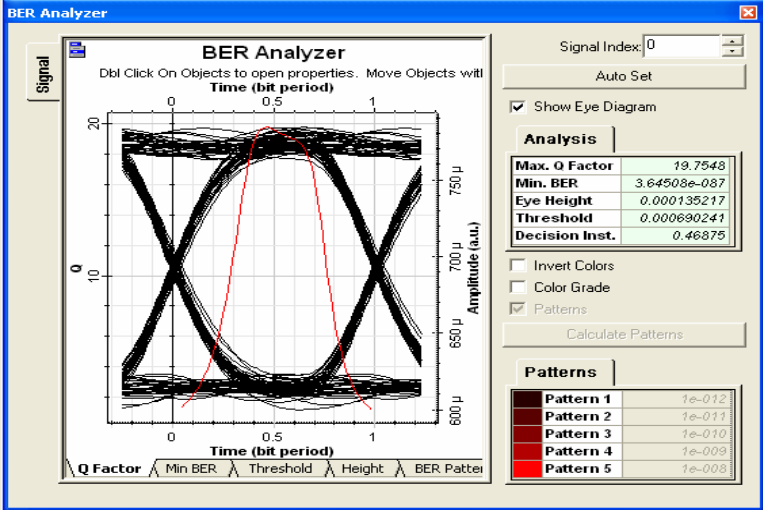 BER Analyzer
Signal
BER Analyzer
Dbl Click On Objects to open properties. Move Objects witl
Time (bit period)
0 0.5 1
20
10
Q
750 µ
700 µ
650 µ
600 µ
Amplitude (a.u.)
0 0.5 1
Time (bit period)
Q Factor Min BER Threshold Height BER Patter
Signal Index: 0
Auto Set
Show Eye Diagram
Analysis
Max. Q Factor 19.7548
Min. BER 3.64508e-087
Eye Height 0.000135217
Threshold 0.000690241
Decision Inst. 0.46875
Invert Colors
Color Grade
Patterns
Calculate Patterns
Patterns
Pattern 1 1e-012
Pattern 2 1e-011
Pattern 3 1e-010
Pattern 4 1e-009
Pattern 5 1e-008